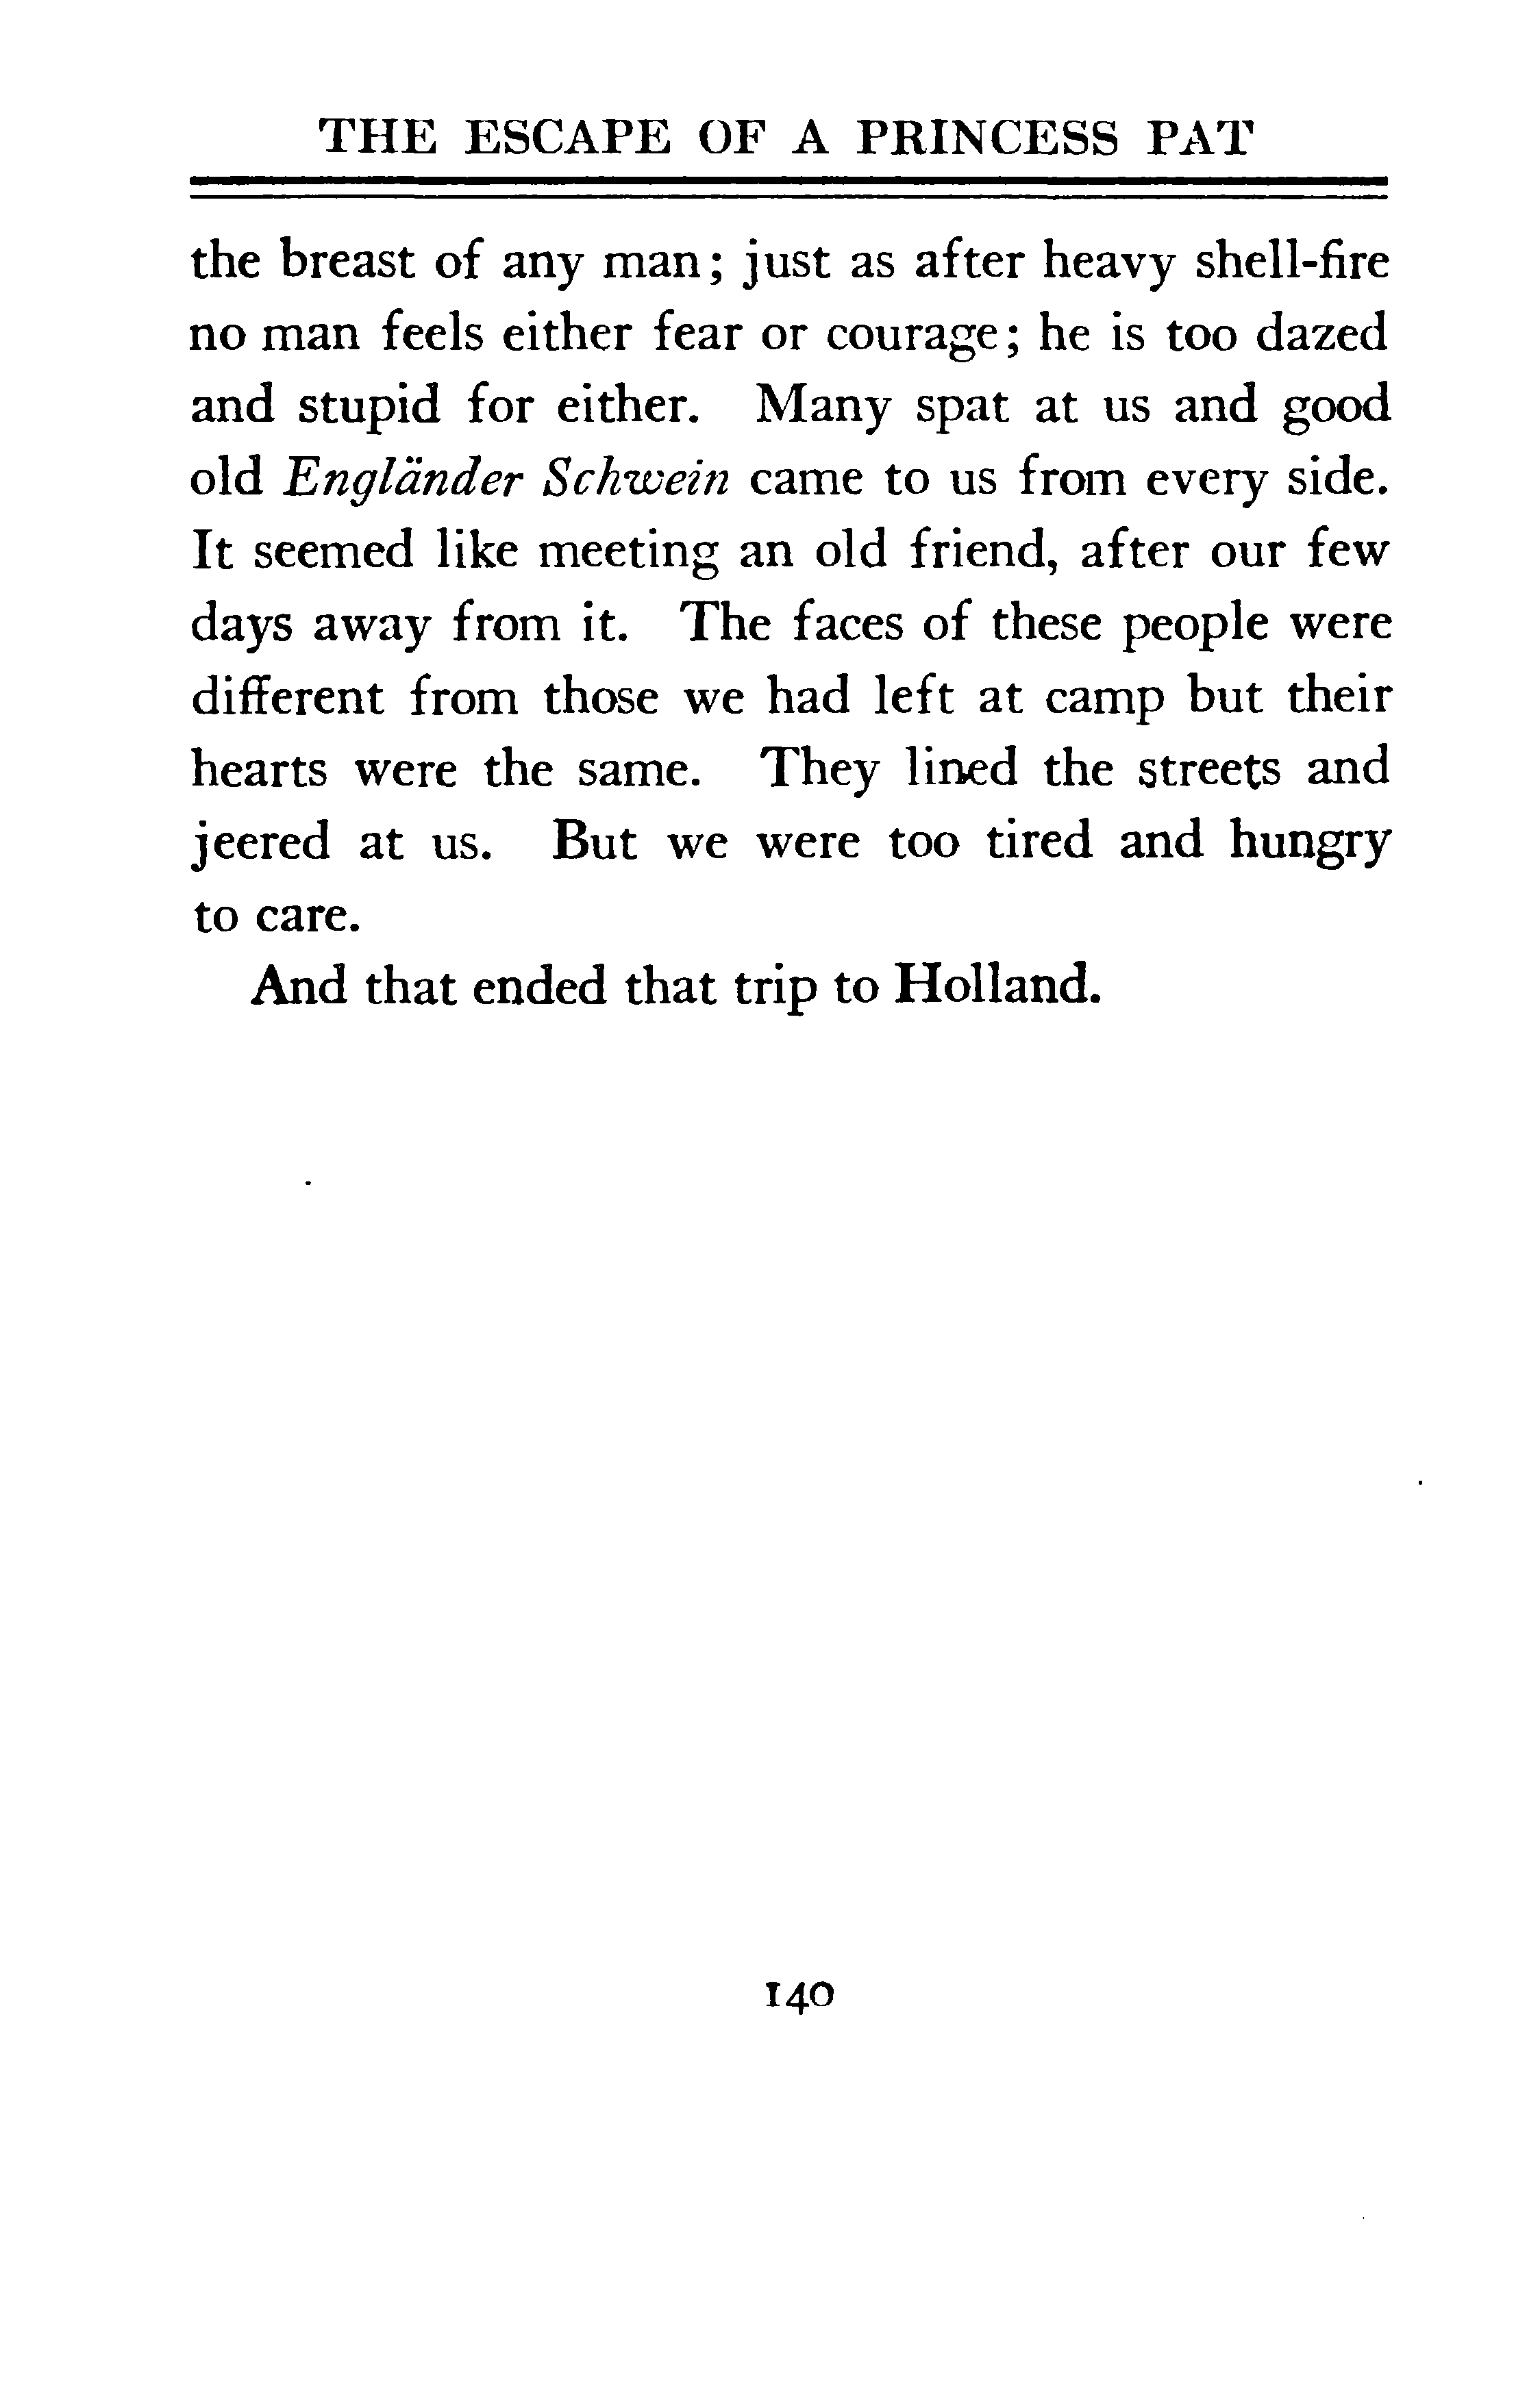 THE ESCAPE OF A PRINCESS PAT
the breast of any man; just as after heavy shell-fire
no man feels either fear or courage; he is too dazed
and stupid for either. Many spat at us and good
old Engländer Schwein came to us from every side.
It seemed like meeting an old friend, after our few
days away from it. The faces of these people were
different from those we had left at camp but their
hearts were the same. They lined the streets and
jeered at us. But we were too tired and hungry
to care.
And that ended that trip to Holland.
140